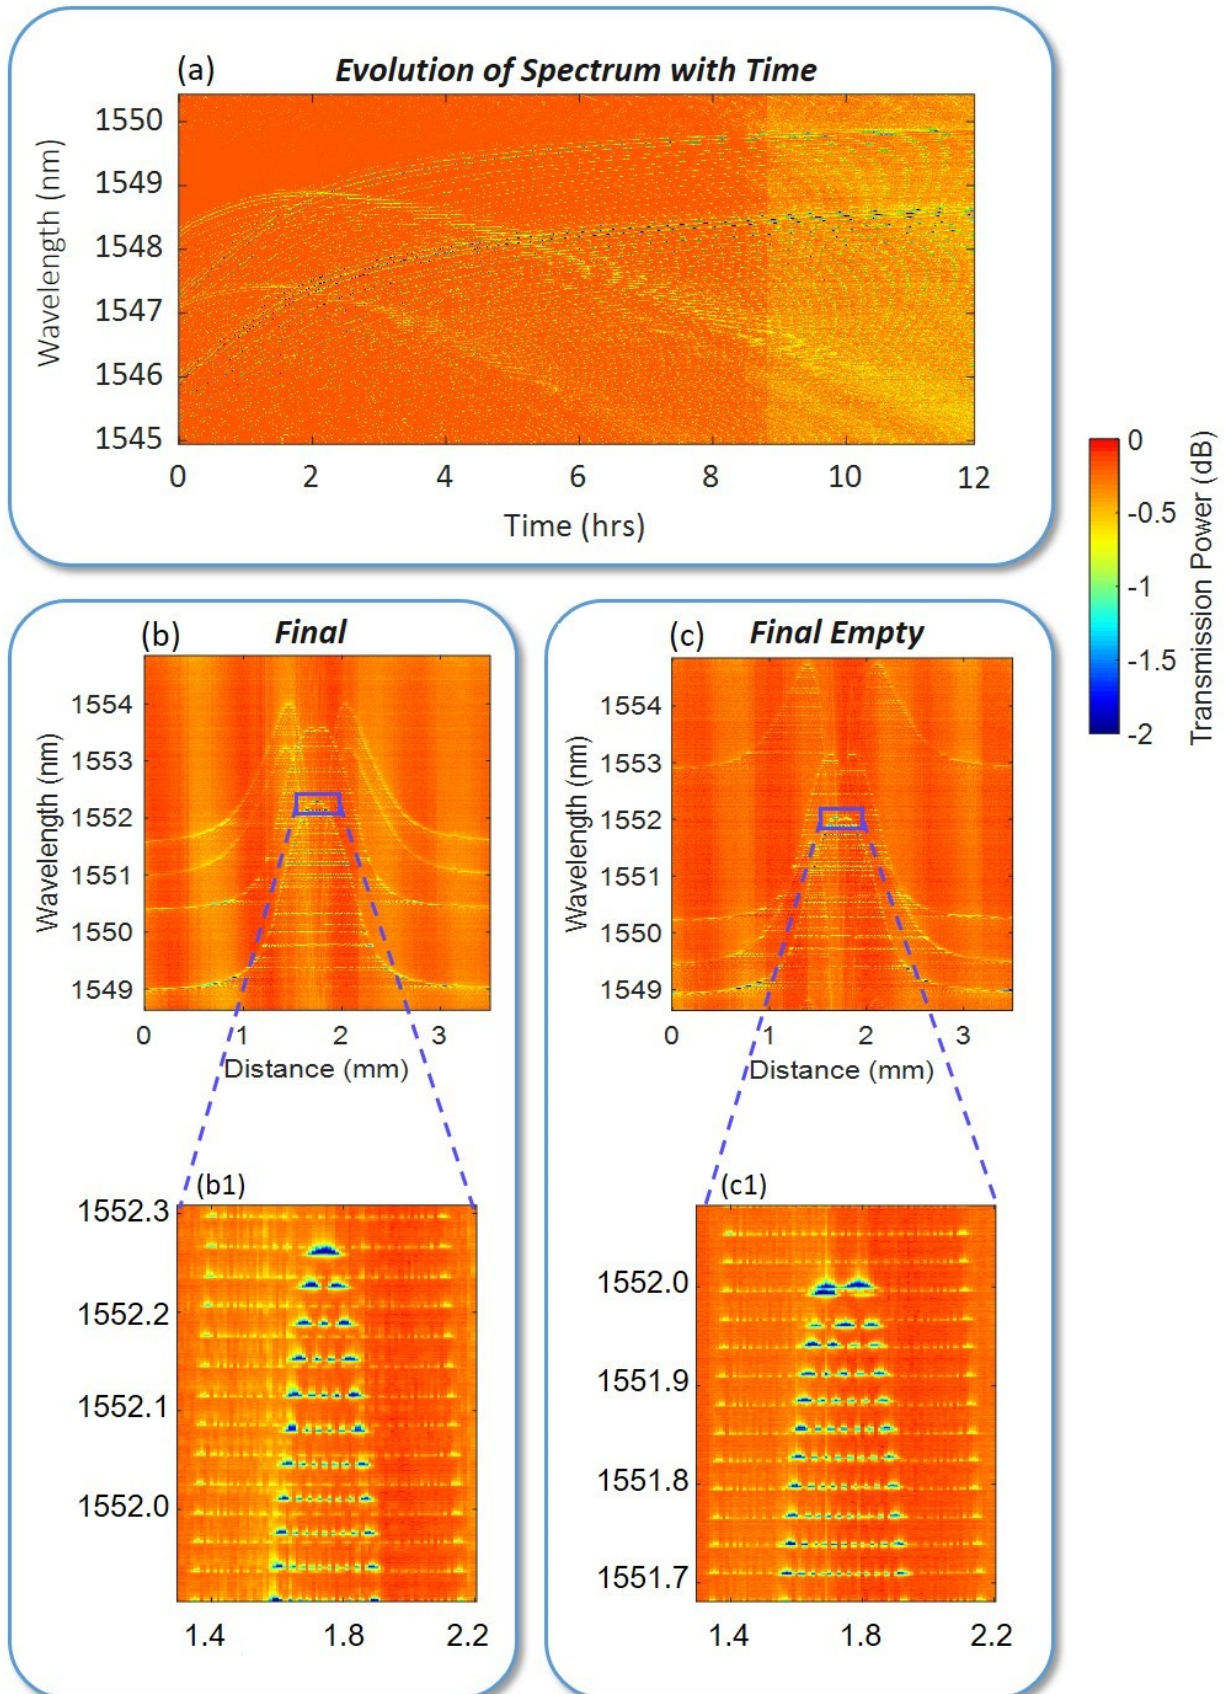 (a) Evolution of Spectrum with Time
Wavelength (nm)
1550
1549
1548
1547
1546
1545
0 2 4 6 8 10 12
Time (hrs)
0
-0.5
-1
-1.5
-2
Transmission Power (dB)
(b) Final
Wavelength (nm)
1554
1553
1552
1551
1550
1549
0 1 2 3
Distance (mm)
(b1)
1552.3
1552.2
1552.1
1552.0
1.4 1.8 2.2
(c) Final Empty
Wavelength (nm)
1554
1553
1552
1551
1550
1549
0 1 2 3
Distance (mm)
(c1)
1552.0
1551.9
1551.8
1551.7
1.4 1.8 2.2